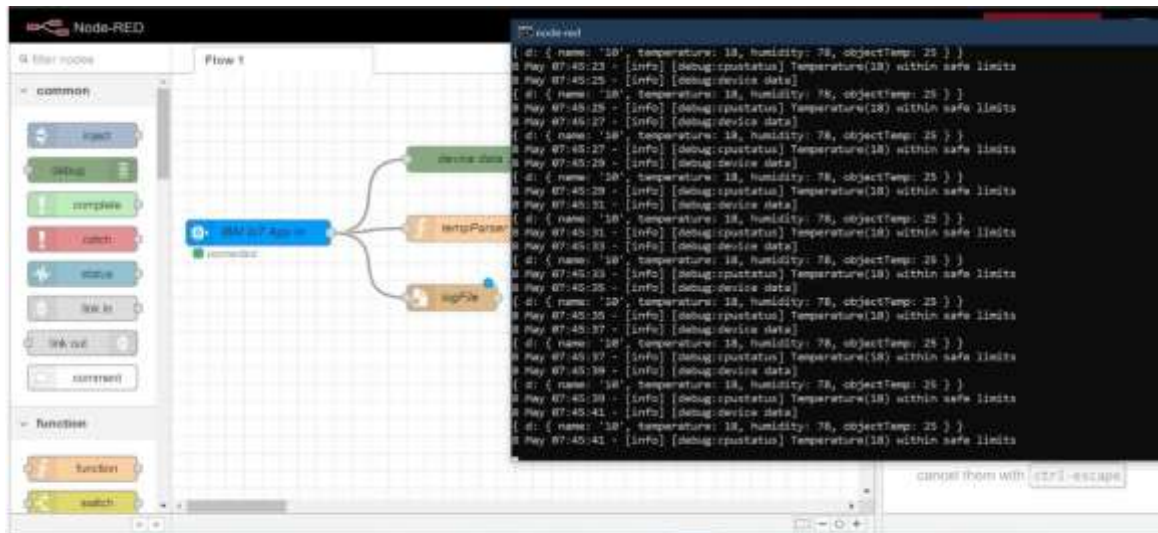 Node-RED
filter nodes
Flow 1
common
inject
debug
complete
catch
status
link in
link out
comment
function
function
switch
IBM IoT App In
connected
device data
tempParser
logFile
node-red
{ d: { name: '10', temperature: 18, humidity: 78, objectTemp: 25 } }
8 May 07:45:23 - [info] [debug:cpustatus] Temperature(18) within safe limits
8 May 07:45:25 - [info] [debug:device data]
{ d: { name: '10', temperature: 18, humidity: 78, objectTemp: 25 } }
8 May 07:45:25 - [info] [debug:cpustatus] Temperature(18) within safe limits
8 May 07:45:27 - [info] [debug:device data]
{ d: { name: '10', temperature: 18, humidity: 78, objectTemp: 25 } }
8 May 07:45:27 - [info] [debug:cpustatus] Temperature(18) within safe limits
8 May 07:45:29 - [info] [debug:device data]
{ d: { name: '10', temperature: 18, humidity: 78, objectTemp: 25 } }
8 May 07:45:29 - [info] [debug:cpustatus] Temperature(18) within safe limits
8 May 07:45:31 - [info] [debug:device data]
{ d: { name: '10', temperature: 18, humidity: 78, objectTemp: 25 } }
8 May 07:45:31 - [info] [debug:cpustatus] Temperature(18) within safe limits
8 May 07:45:33 - [info] [debug:device data]
{ d: { name: '10', temperature: 18, humidity: 78, objectTemp: 25 } }
8 May 07:45:33 - [info] [debug:cpustatus] Temperature(18) within safe limits
8 May 07:45:35 - [info] [debug:device data]
{ d: { name: '10', temperature: 18, humidity: 78, objectTemp: 25 } }
8 May 07:45:35 - [info] [debug:cpustatus] Temperature(18) within safe limits
8 May 07:45:37 - [info] [debug:device data]
{ d: { name: '10', temperature: 18, humidity: 78, objectTemp: 25 } }
8 May 07:45:37 - [info] [debug:cpustatus] Temperature(18) within safe limits
8 May 07:45:39 - [info] [debug:device data]
{ d: { name: '10', temperature: 18, humidity: 78, objectTemp: 25 } }
8 May 07:45:39 - [info] [debug:cpustatus] Temperature(18) within safe limits
8 May 07:45:41 - [info] [debug:device data]
{ d: { name: '10', temperature: 18, humidity: 78, objectTemp: 25 } }
8 May 07:45:41 - [info] [debug:cpustatus] Temperature(18) within safe limits
cancel them with ctrl-escape